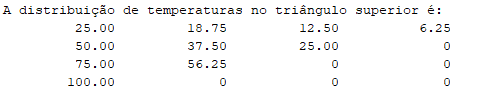 A distribuição de temperaturas no triângulo superior é:
25.00 18.75 12.50 6.25
50.00 37.50 25.00 0
75.00 56.25 0 0
100.00 0 0 0